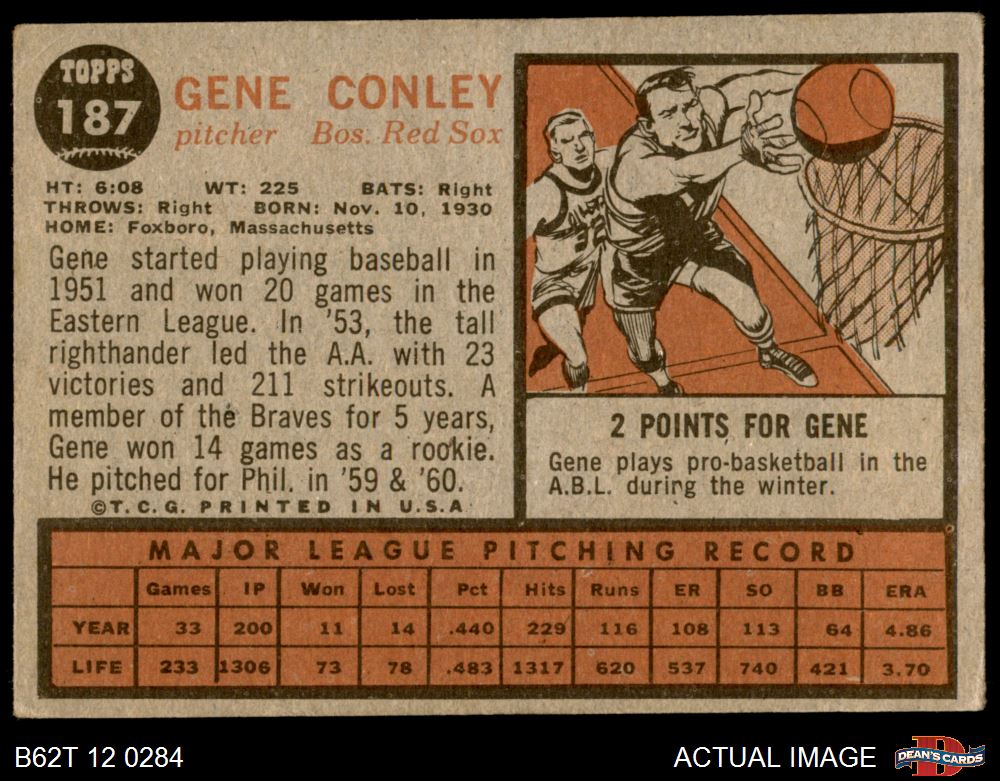 TOPPS
187
GENE CONLEY
pitcher Bos. Red Sox
HT: 6:08 WT: 225 BATS: Right
THROWS: Right BORN: Nov. 10, 1930
HOME: Foxboro, Massachusetts
Gene started playing baseball in
1951 and won 20 games in the
Eastern League. In '53, the tall
righthander led the A.A. with 23
victories and 211 strikeouts. A
member of the Braves for 5 years,
Gene won 14 games as a rookie.
He pitched for Phil. in '59 & '60.
©T.C.G. PRINTED IN U.S.A
2 POINTS FOR GENE
Gene plays pro-basketball in the
A.B.L. during the winter.
MAJOR LEAGUE PITCHING RECORD
Games IP Won Lost Pct Hits Runs ER SO BB ERA
YEAR 33 200 11 14 .440 229 116 108 113 64 4.86
LIFE 233 1306 73 78 .483 1317 620 537 740 421 3.70
B62T 12 0284
ACTUAL IMAGE
D
DEAN'S CARDS